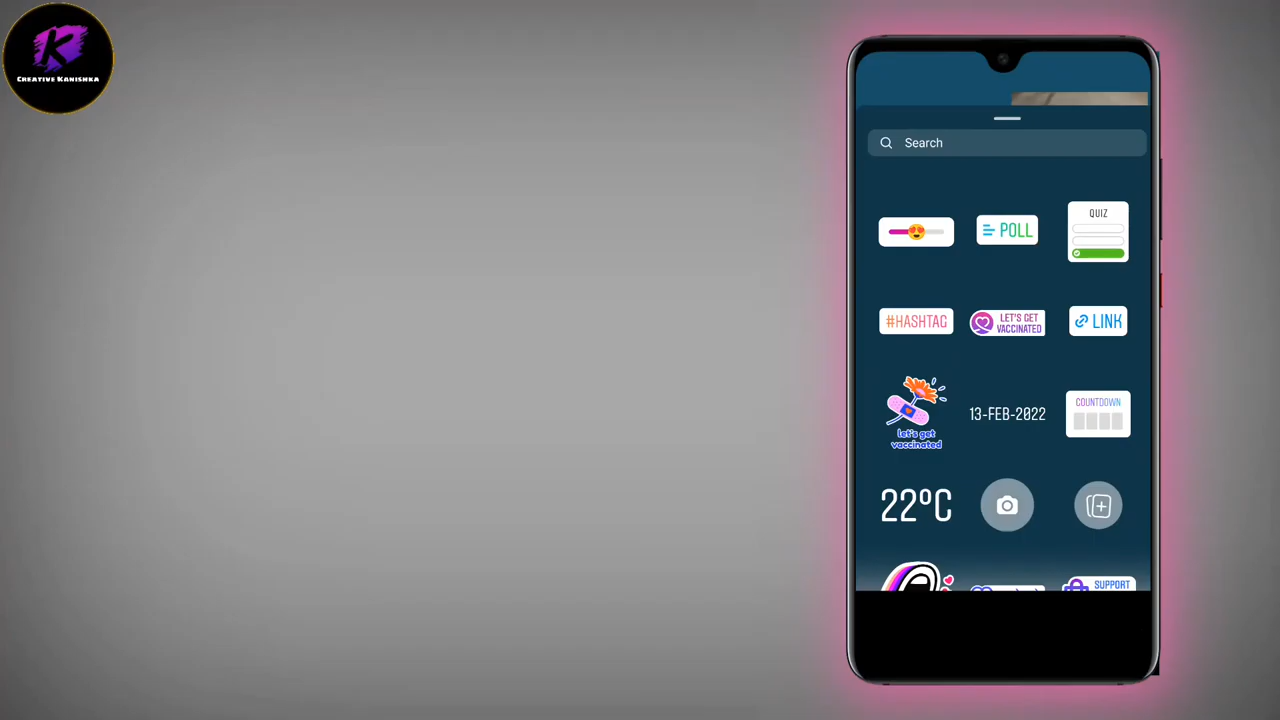 K
CREATIVE KANISHKA
Search
POLL
QUIZ
#HASHTAG
LET'S GET
VACCINATED
LINK
let's get
vaccinated
13-FEB-2022
COUNTDOWN
22°C
SUPPORT